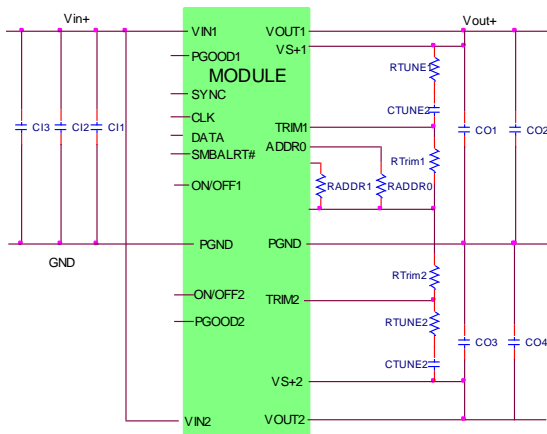 Vin+
Vout+
VIN1
VOUT1
VS+1
PGOOD1
RTUNE1
MODULE
SYNC
CTUNE2
CLK
TRIM1
CI3
CI2
CI1
DATA
CO1
CO2
ADDR0
SMBALRT#
RTrim1
ON/OFF1
RADDR1
RADDR0
PGND
PGND
GND
RTrim2
ON/OFF2
TRIM2
PGOOD2
RTUNE2
CO3
CO4
CTUNE2
VS+2
VIN2
VOUT2